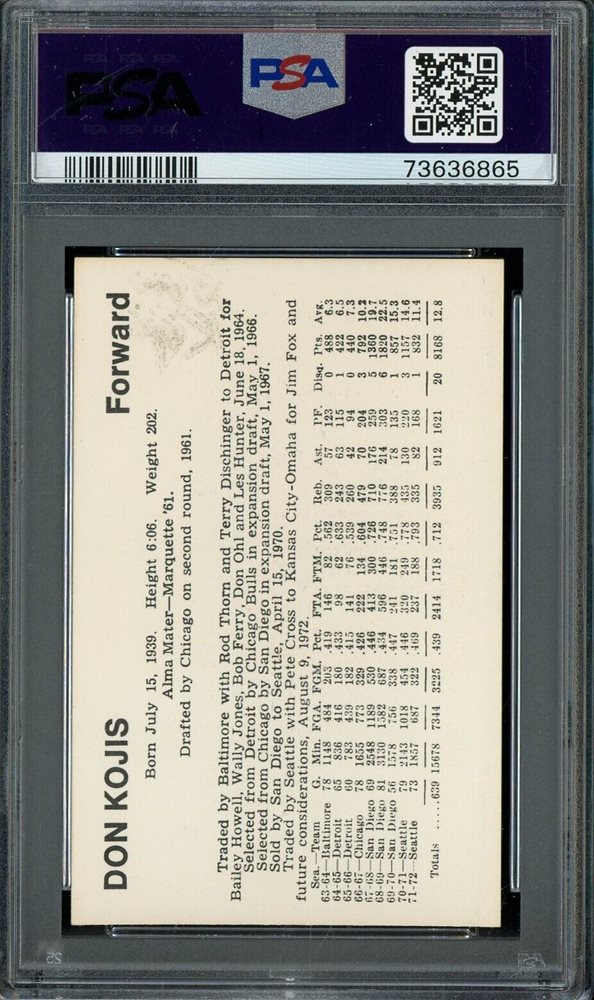 PSA
PSA
73636865
DON KOJIS Forward
Born July 15, 1939. Height 6:06. Weight 202.
Alma Mater—Marquette '61.
Drafted by Chicago on second round, 1961.
Traded by Baltimore with Rod Thorn and Terry Dischinger to Detroit for
Bailey Howell, Wally Jones, Bob Ferry, Don Ohl and Les Hunter, June 18, 1964.
Selected from Detroit by Chicago Bulls in expansion draft, May 1, 1966.
Selected from Chicago by San Diego in expansion draft, May 1, 1967.
Sold by San Diego to Seattle, April 15, 1970.
Traded by Seattle with Pete Cross to Kansas City-Omaha for Jim Fox and
future considerations, August 9, 1972.
Sea.—Team G. Min. FGA. FGM. Pct. FTA. FTM. Pct. Reb. Ast. PF. Disq. Pts. Avg.
63-64—Baltimore 78 1148 484 203 .419 146 82 .562 309 57 123 0 488 6.3
64-65—Detroit 65 836 416 180 .433 98 62 .633 243 63 115 1 422 6.5
65-66—Detroit 60 783 439 182 .415 141 76 .539 260 42 94 0 440 7.3
66-67—Chicago 78 1655 773 329 .426 222 134 .604 479 70 204 3 792 10.2
67-68—San Diego 69 2548 1189 530 .446 413 300 .726 710 176 259 5 1360 19.7
68-69—San Diego 81 3130 1582 687 .434 596 446 .748 776 214 303 6 1820 22.5
69-70—San Diego 56 1578 756 338 .447 241 181 .751 388 78 135 1 857 15.3
70-71—Seattle 79 2143 1018 454 .446 320 249 .778 435 130 220 3 1157 14.6
71-72—Seattle 73 1857 687 322 .469 237 188 .793 335 82 168 1 832 11.4
Totals .....639 15678 7344 3225 .439 2414 1718 .712 3935 912 1621 20 8168 12.8